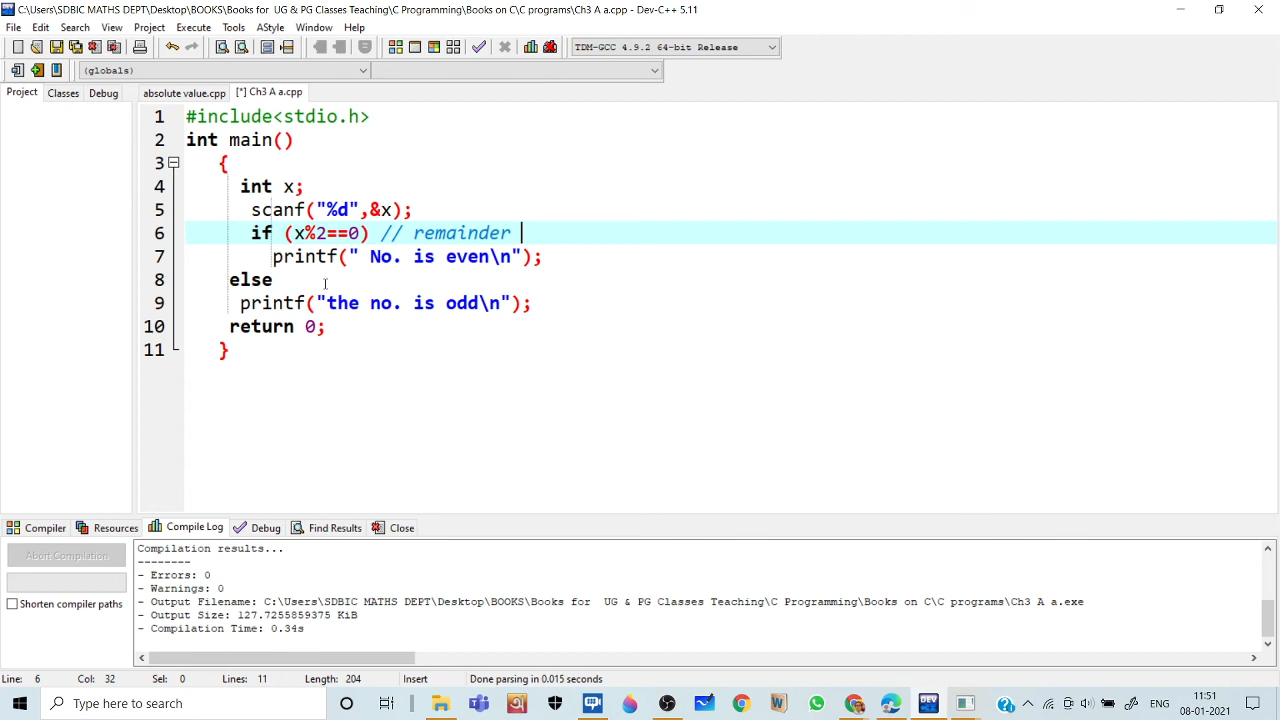 C:\Users\SDBIC MATHS DEPT\Desktop\BOOKS\Books for UG & PG Classes Teaching\C Programming\Books on C\C programs\Ch3 A a.cpp - Dev-C++ 5.11
File Edit Search View Project Execute Tools AStyle Window Help
TDM-GCC 4.9.2 64-bit Release
(globals)
Project Classes Debug absolute value.cpp [*] Ch3 A a.cpp
1 #include<stdio.h>
2 int main()
3 {
4 int x;
5 scanf("%d",&x);
6 if (x%2==0) // remainder
7 printf(" No. is even\n");
8 else
9 printf("the no. is odd\n");
10 return 0;
11 }
Compiler Resources Compile Log Debug Find Results Close
Abort Compilation
Shorten compiler paths
Compilation results...
--------
- Errors: 0
- Warnings: 0
- Output Filename: C:\Users\SDBIC MATHS DEPT\Desktop\BOOKS\Books for  UG & PG Classes Teaching\C Programming\Books on C\C programs\Ch3 A a.exe
- Output Size: 127.7255859375 KiB
- Compilation Time: 0.34s
Line: 6 Col: 32 Sel: 0 Lines: 11 Length: 204 Insert Done parsing in 0.015 seconds
Type here to search
DEV
ENG
11:51
08-01-2021